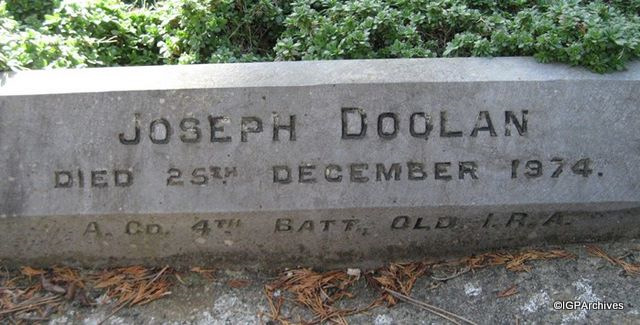 JOSEPH DOOLAN
DIED 25TH DECEMBER 1974.
A. CO. 4TH BATT, OLD I.R.A.
©IGPArchives